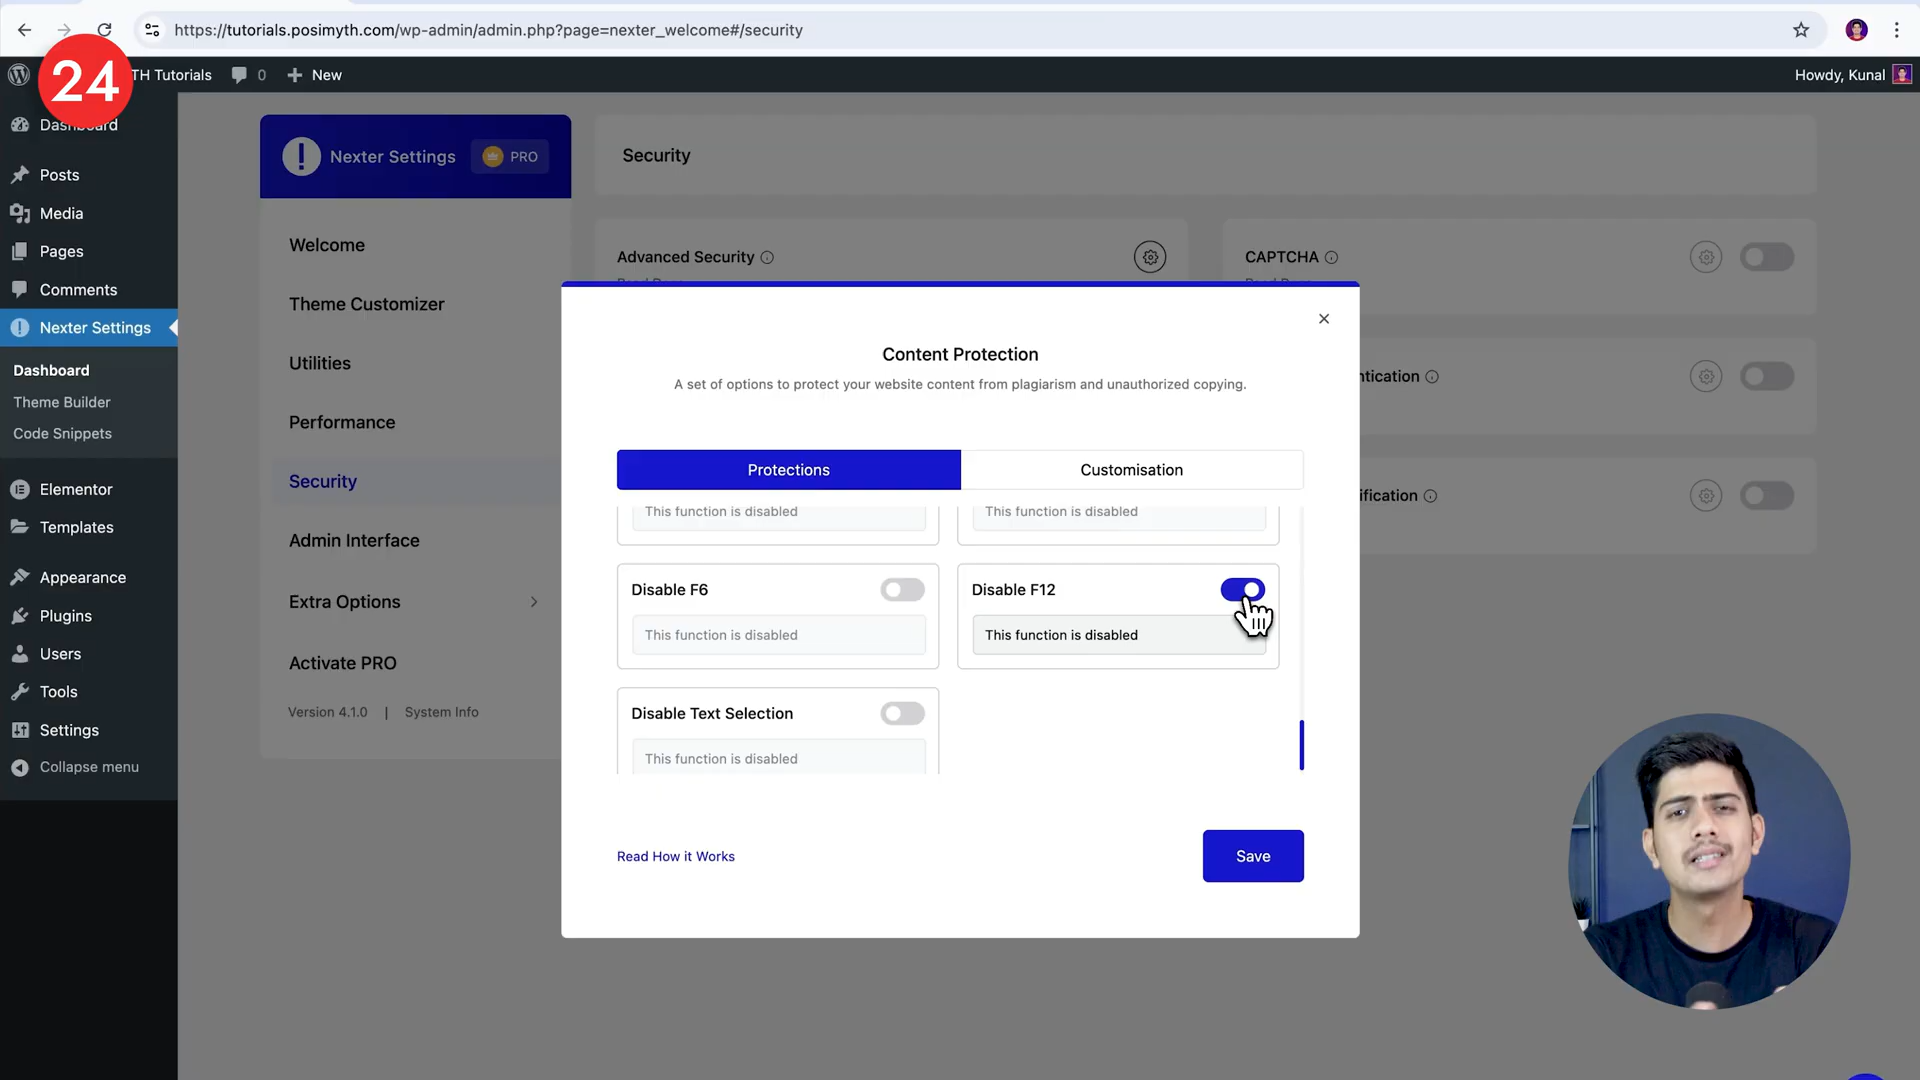 https://tutorials.posimyth.com/wp-admin/admin.php?page=nexter_welcome#/security
24
TH Tutorials
0
New
Howdy, Kunal
Dashboard
Posts
Media
Pages
Comments
Nexter Settings
Dashboard
Theme Builder
Code Snippets
Elementor
Templates
Appearance
Plugins
Users
Tools
Settings
Collapse menu
Nexter Settings
PRO
Welcome
Theme Customizer
Utilities
Performance
Security
Admin Interface
Extra Options
Activate PRO
Version 4.1.0 | System Info
Security
Advanced Security
CAPTCHA
ntication
ification
Content Protection
A set of options to protect your website content from plagiarism and unauthorized copying.
Protections
Customisation
This function is disabled
This function is disabled
Disable F6
This function is disabled
Disable F12
This function is disabled
Disable Text Selection
This function is disabled
Read How it Works
Save